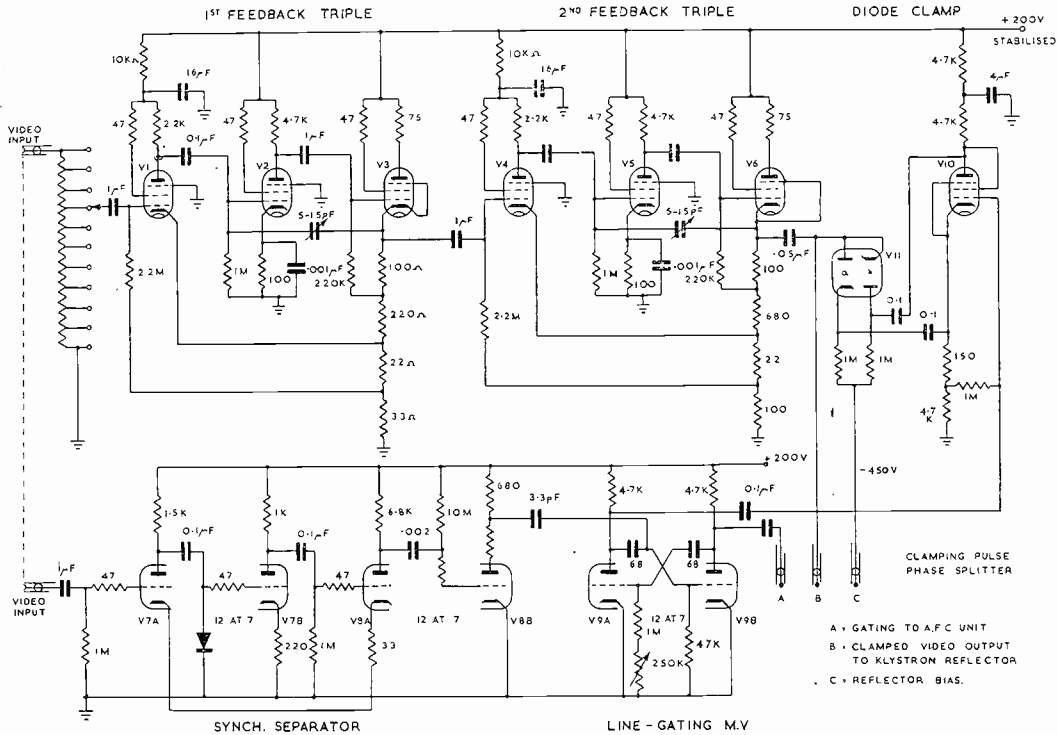 1ST FEEDBACK TRIPLE
2ND FEEDBACK TRIPLE
DIODE CLAMP
+ 200V
STABILISED
10KΩ
16µF
10KΩ
16µF
4·7K
4µF
47
2·2K
47
4·7K
47
75
47
2·2K
47
4·7K
47
75
4·7K
VIDEO
INPUT
0·1µF
1µF
V1
V2
V3
V4
V5
V6
V10
1µF
5-15pF
1µF
5-15pF
·05µF
V11
2·2M
1M
100
·001µF
220K
100Ω
2·2M
1M
100
·001µF
220K
100
0·1
0·1
220Ω
680
1M
1M
150
22Ω
22
1M
33Ω
100
4·7
K
-450V
+ 200V
1·5K
1K
6·8K
10M
680
4·7K
4·7K
0·1µF
0·1µF
0·1µF
·002
3·3pF
68
68
1µF
47
47
47
VIDEO
INPUT
V7A
12 AT 7
V7B
V8A
12 AT 7
V8B
V9A
12 AT 7
V9B
1M
220
1M
33
1M
250K
47K
A
B
C
CLAMPING PULSE
PHASE SPLITTER
A = GATING TO A.F.C UNIT
B = CLAMPED VIDEO OUTPUT
TO KLYSTRON REFLECTOR
C = REFLECTOR BIAS.
SYNCH. SEPARATOR
LINE-GATING M.V